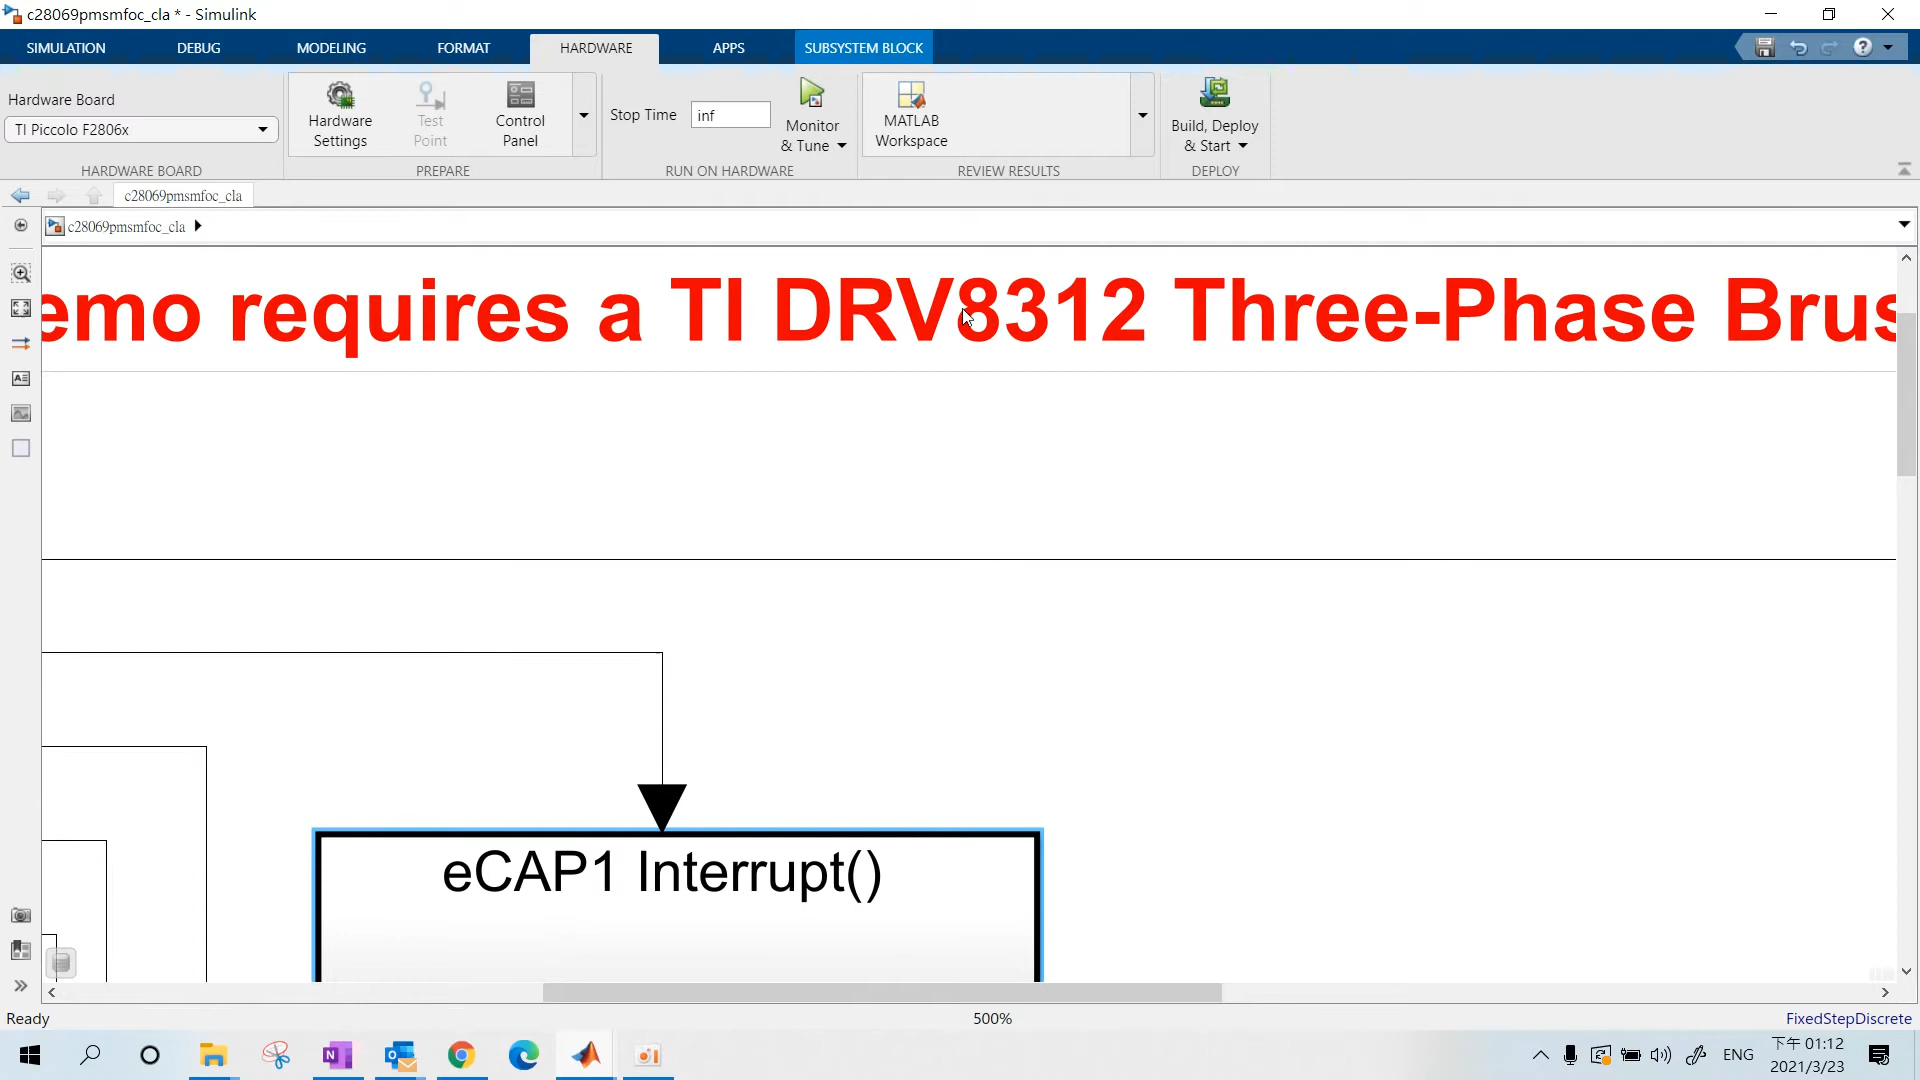 c28069pmsmfoc_cla * - Simulink
SIMULATION DEBUG MODELING FORMAT HARDWARE APPS SUBSYSTEM BLOCK
Hardware Board
TI Piccolo F2806x
Hardware Settings
Test Point
Control Panel
Stop Time inf
Monitor & Tune
MATLAB Workspace
Build, Deploy & Start
HARDWARE BOARD PREPARE RUN ON HARDWARE REVIEW RESULTS DEPLOY
c28069pmsmfoc_cla
c28069pmsmfoc_cla
emo requires a TI DRV8312 Three-Phase Brus
eCAP1 Interrupt()
Ready 500% FixedStepDiscrete
ENG
下午 01:12
2021/3/23